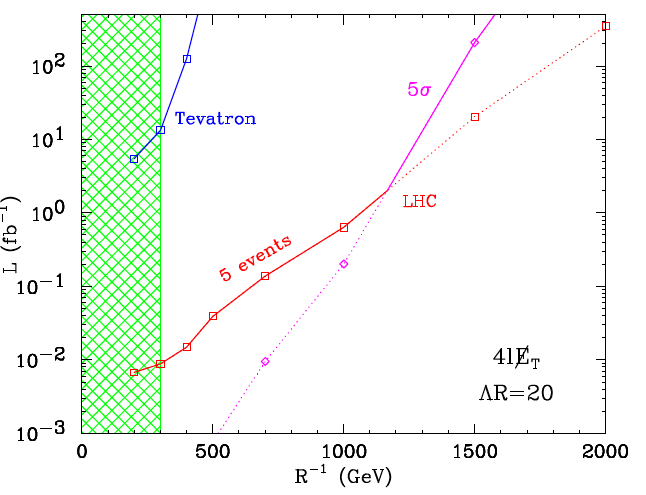 10²
10¹
10⁰
10⁻¹
10⁻²
10⁻³
L (fb⁻¹)
Tevatron
5σ
LHC
5 events
4lE̸_T
ΛR=20
0 500 1000 1500 2000
R⁻¹ (GeV)